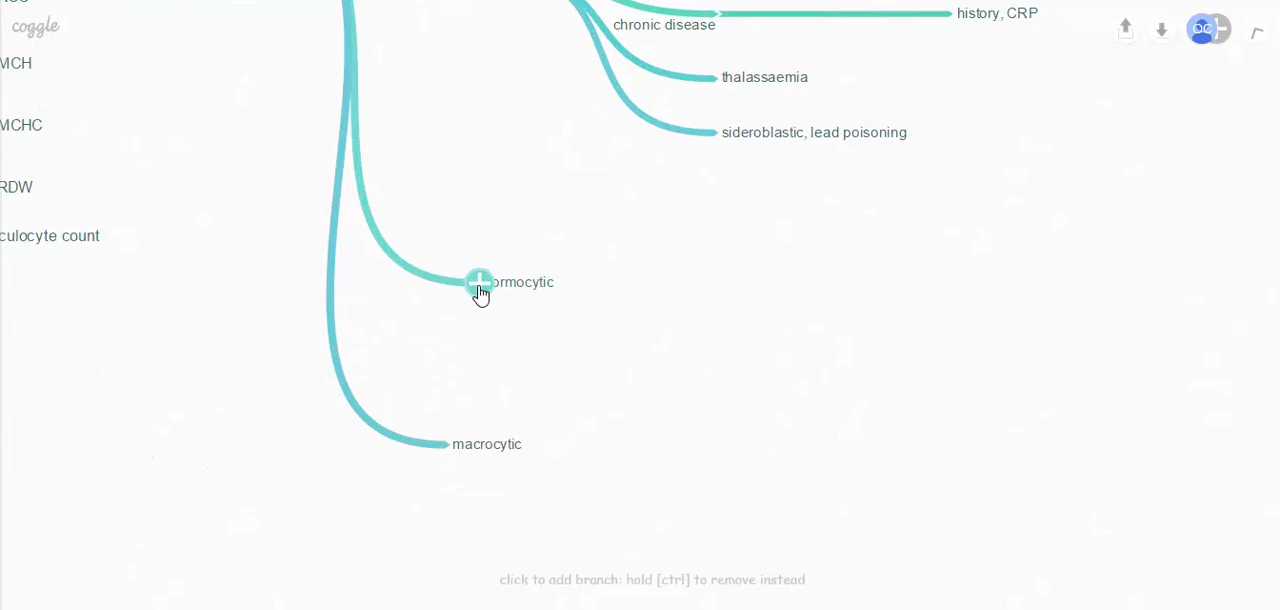 coggle
history, CRP
chronic disease
MCH
thalassaemia
MCHC
sideroblastic, lead poisoning
RDW
culocyte count
ormocytic
macrocytic
click to add branch: hold [ctrl] to remove instead